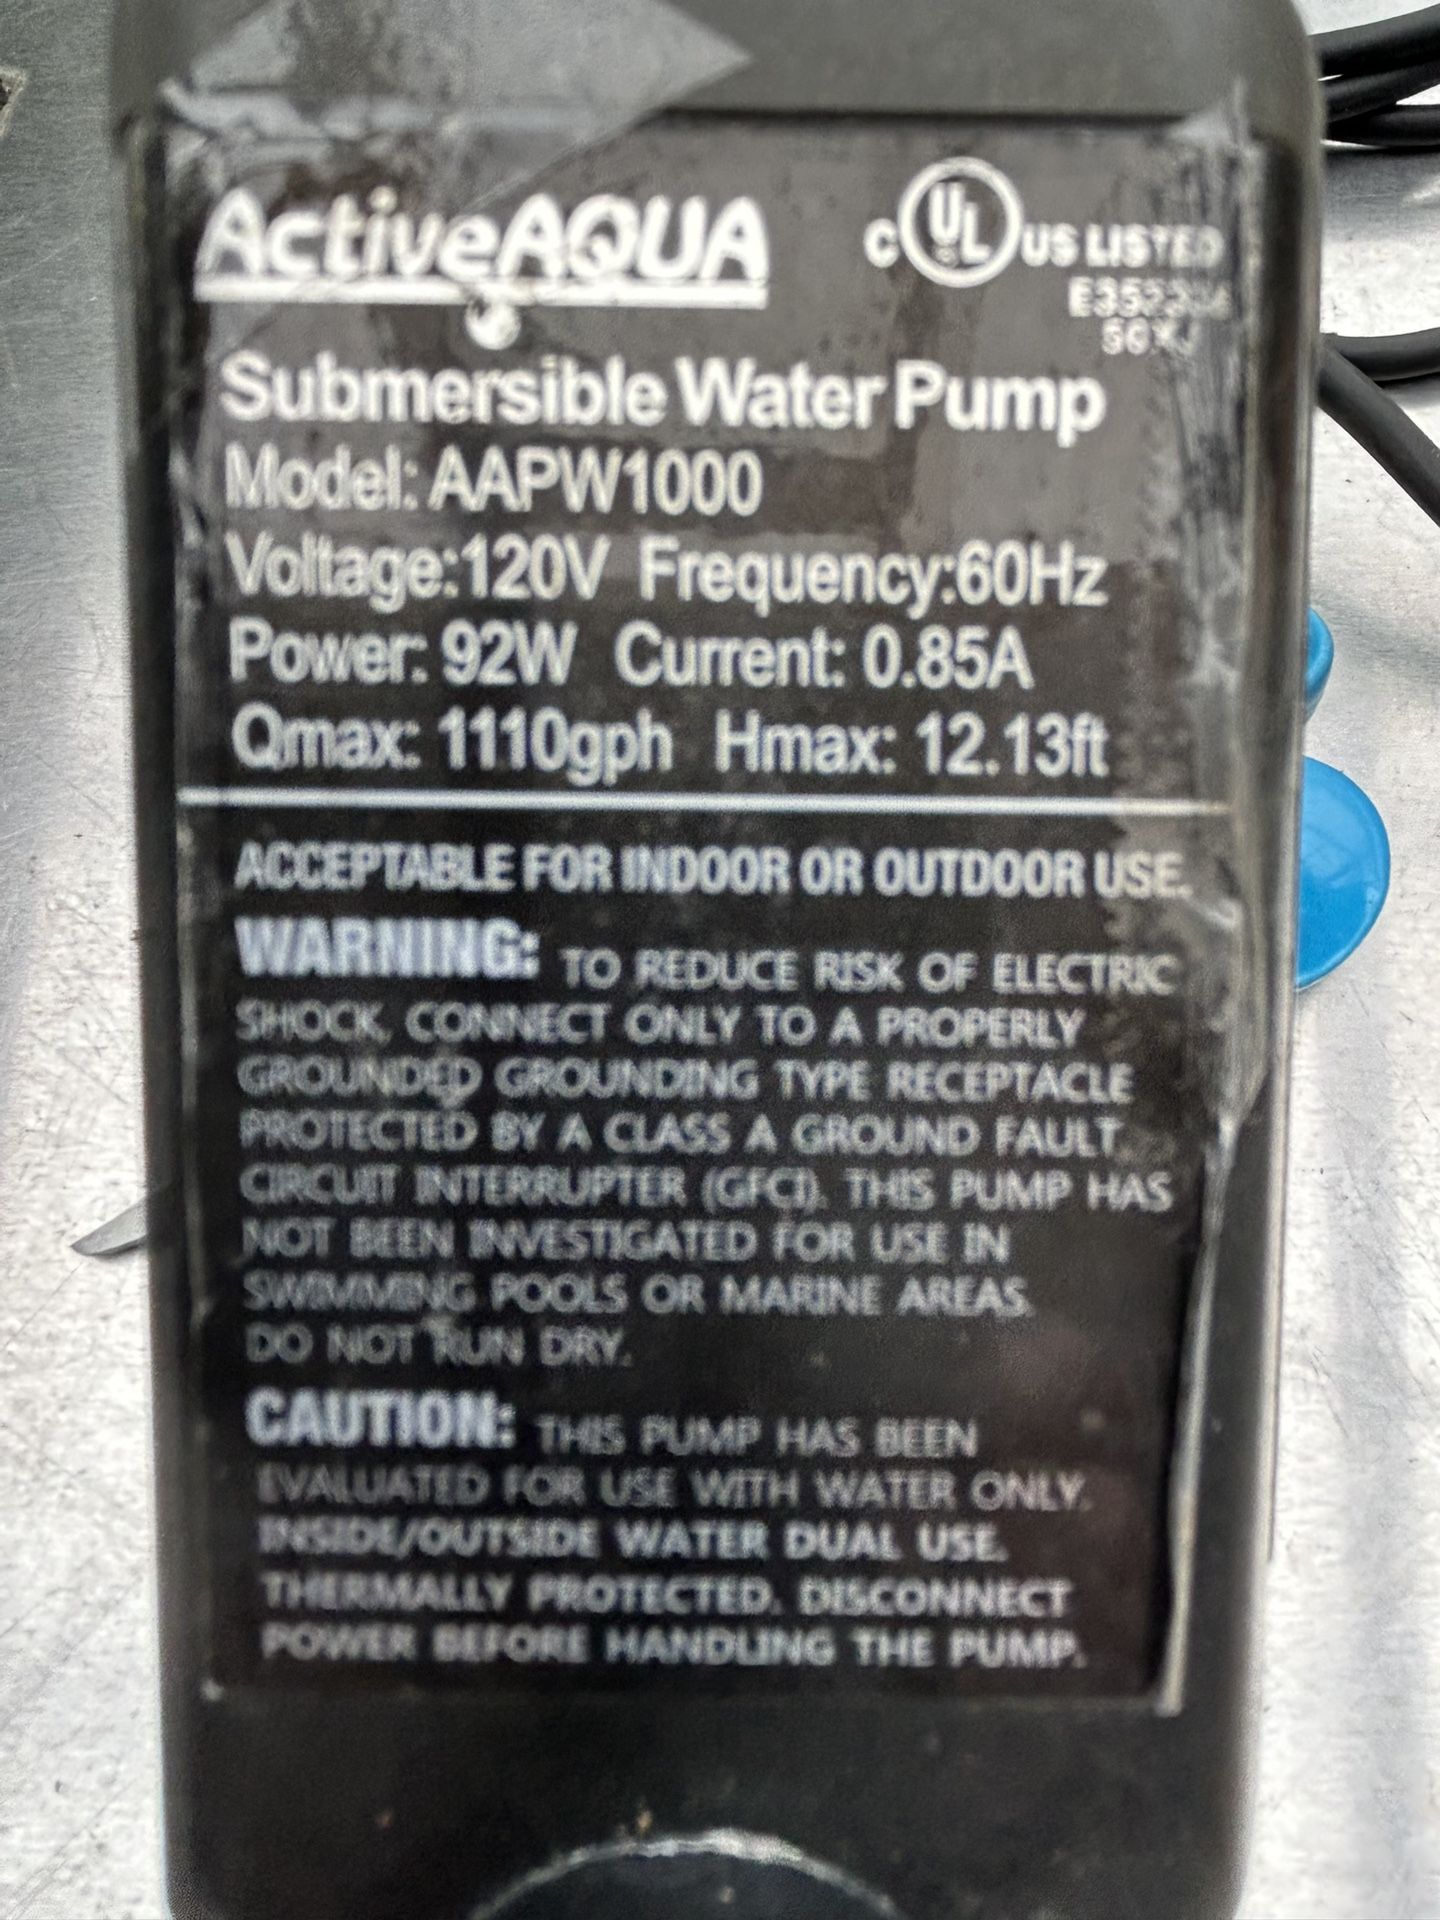 ActiveAQUA
C UL US LISTED
Submersible Water Pump
Model: AAPW1000
Voltage:120V Frequency:60Hz
Power: 92W Current: 0.85A
Qmax: 1110gph Hmax: 12.13ft
ACCEPTABLE FOR INDOOR OR OUTDOOR USE.
WARNING: TO REDUCE RISK OF ELECTRIC
SHOCK, CONNECT ONLY TO A PROPERLY
GROUNDED GROUNDING TYPE RECEPTACLE
PROTECTED BY A CLASS A GROUND FAULT
CIRCUIT INTERRUPTER (GFCI). THIS PUMP HAS
NOT BEEN INVESTIGATED FOR USE IN
SWIMMING POOLS OR MARINE AREAS.
DO NOT RUN DRY.
CAUTION: THIS PUMP HAS BEEN
EVALUATED FOR USE WITH WATER ONLY.
INSIDE/OUTSIDE WATER DUAL USE.
THERMALLY PROTECTED. DISCONNECT
POWER BEFORE HANDLING THE PUMP.